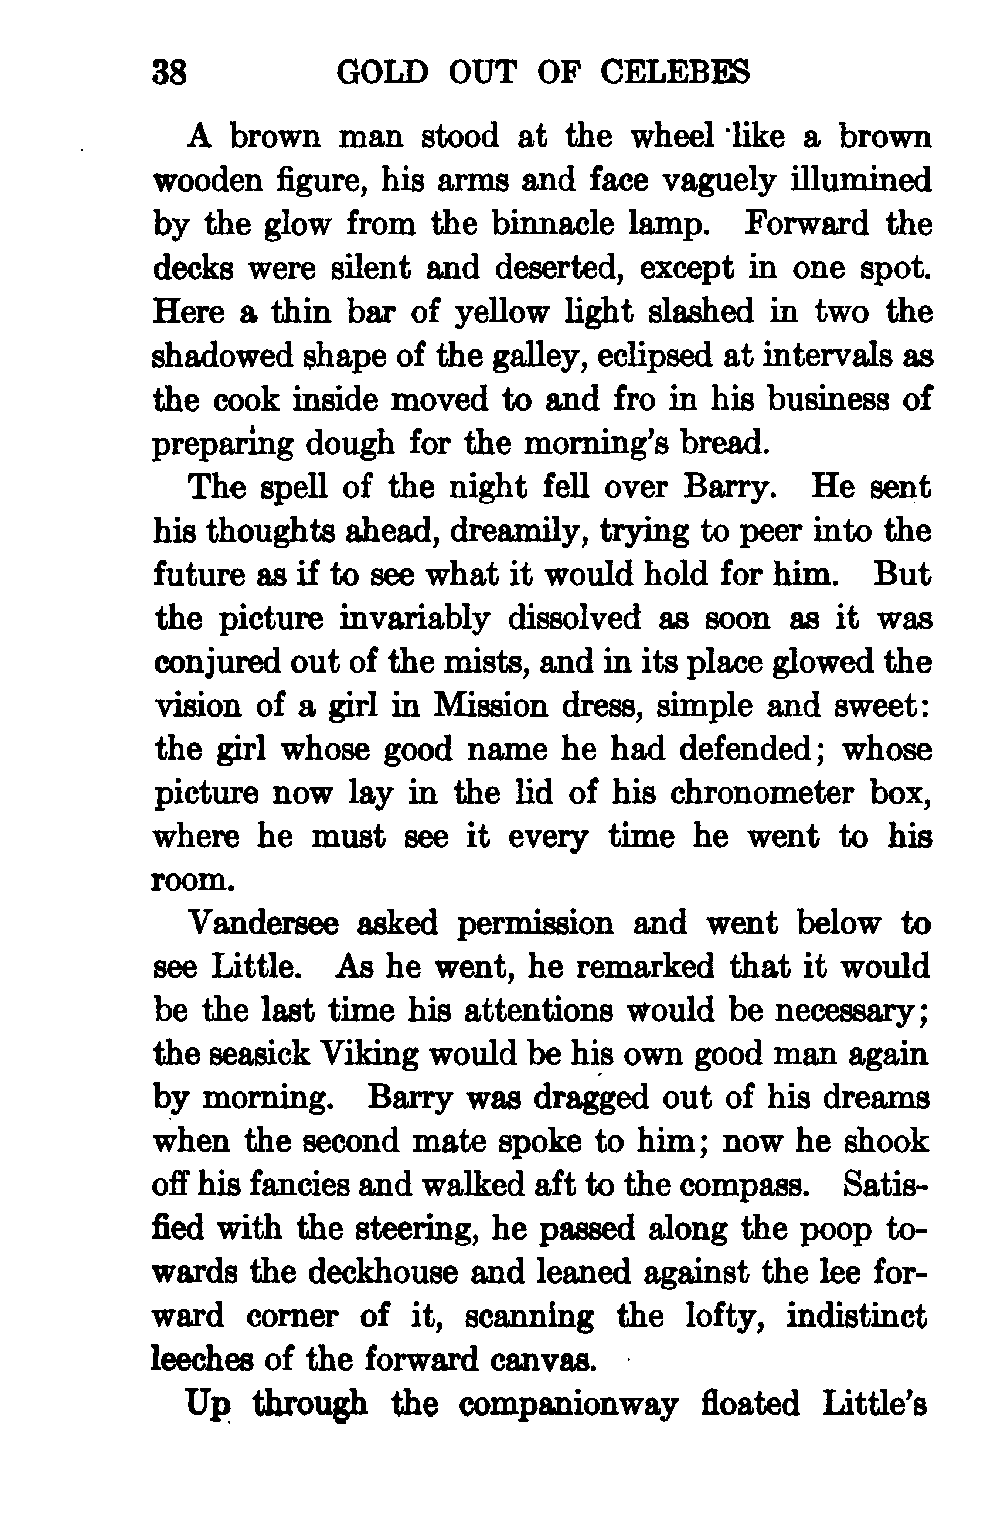 38 GOLD OUT OF CELEBES
A brown man stood at the wheel like a brown
wooden figure, his arms and face vaguely illumined
by the glow from the binnacle lamp. Forward the
decks were silent and deserted, except in one spot.
Here a thin bar of yellow light slashed in two the
shadowed shape of the galley, eclipsed at intervals as
the cook inside moved to and fro in his business of
preparing dough for the morning's bread.
The spell of the night fell over Barry. He sent
his thoughts ahead, dreamily, trying to peer into the
future as if to see what it would hold for him. But
the picture invariably dissolved as soon as it was
conjured out of the mists, and in its place glowed the
vision of a girl in Mission dress, simple and sweet:
the girl whose good name he had defended; whose
picture now lay in the lid of his chronometer box,
where he must see it every time he went to his
room.
Vandersee asked permission and went below to
see Little. As he went, he remarked that it would
be the last time his attentions would be necessary;
the seasick Viking would be his own good man again
by morning. Barry was dragged out of his dreams
when the second mate spoke to him; now he shook
off his fancies and walked aft to the compass. Satis-
fied with the steering, he passed along the poop to-
wards the deckhouse and leaned against the lee for-
ward corner of it, scanning the lofty, indistinct
leeches of the forward canvas.
Up through the companionway floated Little's